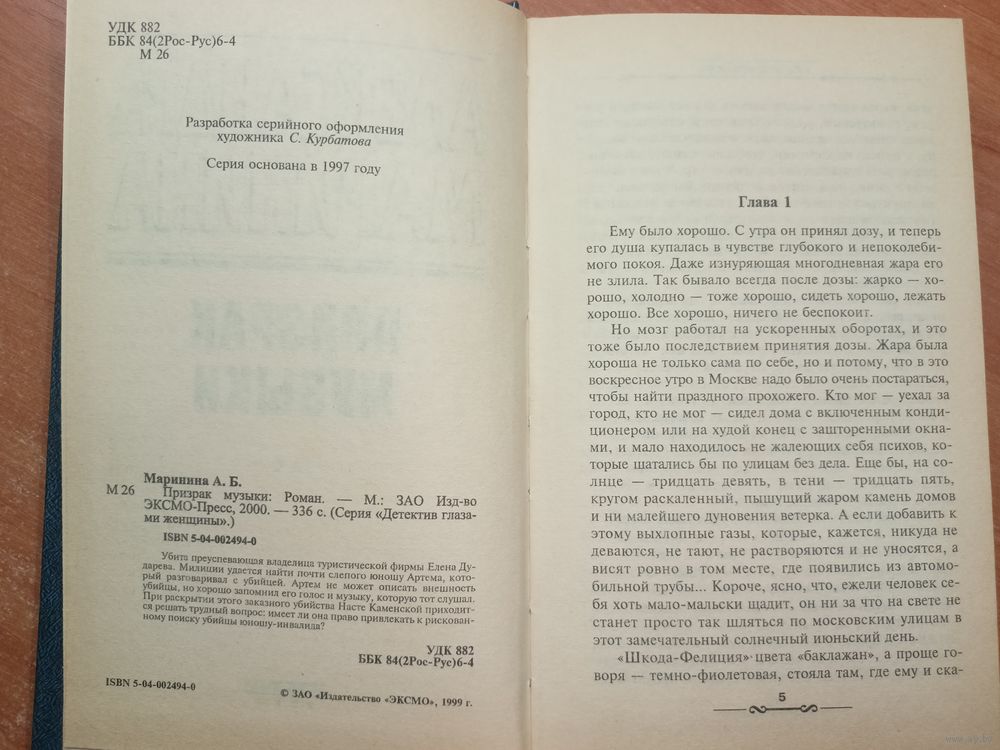 УДК 882
ББК 84(2Рос-Рус)6-4
М 26
Разработка серийного оформления
художника С. Курбатова
Серия основана в 1997 году
Маринина А. Б.
М 26 Призрак музыки: Роман. — М.: ЗАО Изд-во
ЭКСМО-Пресс, 2000. — 336 с. (Серия «Детектив глаза-
ми женщины».)
ISBN 5-04-002494-0
Убита преуспевающая владелица туристической фирмы Елена Ду-
дарева. Милиции удается найти почти слепого юношу Артема, кото-
рый разговаривал с убийцей. Артем не может описать внешность
убийцы, но хорошо запомнил его голос и музыку, которую тот слушал.
При раскрытии этого заказного убийства Насте Каменской приходит-
ся решать трудный вопрос: имеет ли она право привлекать к рискован-
ному поиску убийцы юношу-инвалида?
УДК 882
ББК 84(2Рос-Рус)6-4
ISBN 5-04-002494-0
© ЗАО «Издательство «ЭКСМО», 1999 г.
Глава 1
Ему было хорошо. С утра он принял дозу, и теперь
его душа купалась в чувстве глубокого и непоколеби-
мого покоя. Даже изнуряющая многодневная жара его
не злила. Так бывало всегда после дозы: жарко — хо-
рошо, холодно — тоже хорошо, сидеть хорошо, лежать
хорошо. Все хорошо, ничего не беспокоит.
Но мозг работал на ускоренных оборотах, и это
тоже было последствием принятия дозы. Жара была
хороша не только сама по себе, но и потому, что в это
воскресное утро в Москве надо было очень постараться,
чтобы найти праздного прохожего. Кто мог — уехал за
город, кто не мог — сидел дома с включенным конди-
ционером или на худой конец с зашторенными окна-
ми, и мало находилось не жалеющих себя психов, ко-
торые шатались бы по улицам без дела. Еще бы, на со-
лнце — тридцать девять, в тени — тридцать пять,
кругом раскаленный, пышущий жаром камень домов
и ни малейшего дуновения ветерка. А если добавить к
этому выхлопные газы, которые, кажется, никуда не
деваются, не тают, не растворяются и не уносятся, а
висят ровно в том месте, где появились из автомо-
бильной трубы... Короче, ясно, что, ежели человек се-
бя хоть мало-мальски щадит, он ни за что на свете не
станет просто так шляться по московским улицам в
этот замечательный солнечный июньский день.
«Шкода-Фелиция» цвета «баклажан», а проще го-
воря — темно-фиолетовая, стояла там, где ему и ска-
5